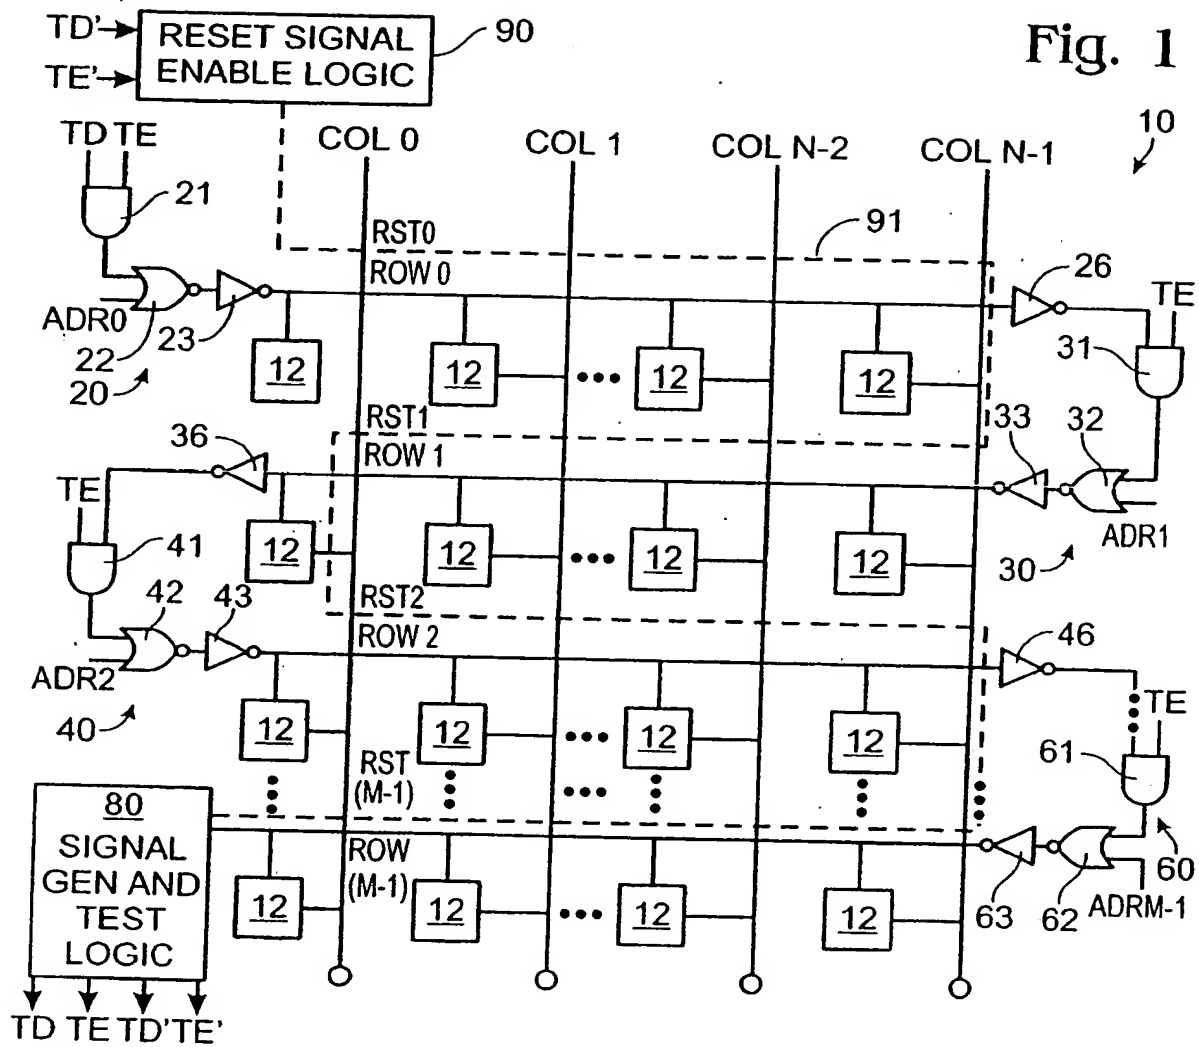 Fig. 1
TD'
TE'
RESET SIGNAL
ENABLE LOGIC
90
10
TD TE
COL 0
COL 1
COL N-2
COL N-1
21
RST0
91
ROW 0
26
TE
ADR0
22
23
20
31
12
12
12
12
RST1
ROW 1
36
33
32
TE
ADR1
30
41
12
12
12
12
RST2
ROW 2
42
43
46
ADR2
40
TE
12
12
12
12
61
RST
(M-1)
80
SIGNAL
GEN AND
TEST
LOGIC
ROW
(M-1)
60
63
62
ADRM-1
12
12
12
12
TD TE TD' TE'